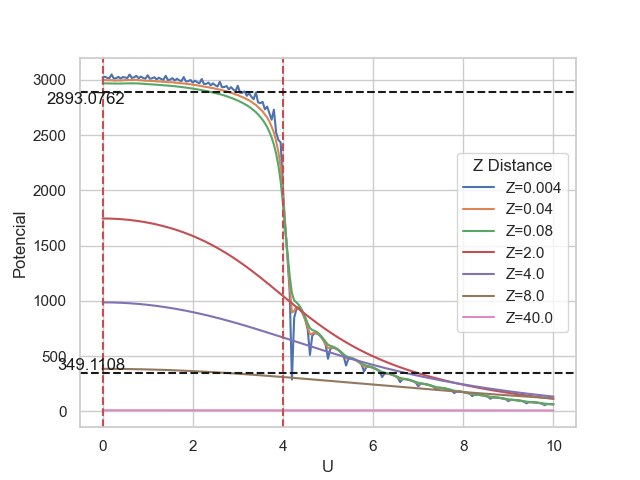 3000
2893.0762
2500
2000
1500
1000
500
349.1108
0
Potencial
0
2
4
6
8
10
U
Z Distance
Z=0.004
Z=0.04
Z=0.08
Z=2.0
Z=4.0
Z=8.0
Z=40.0